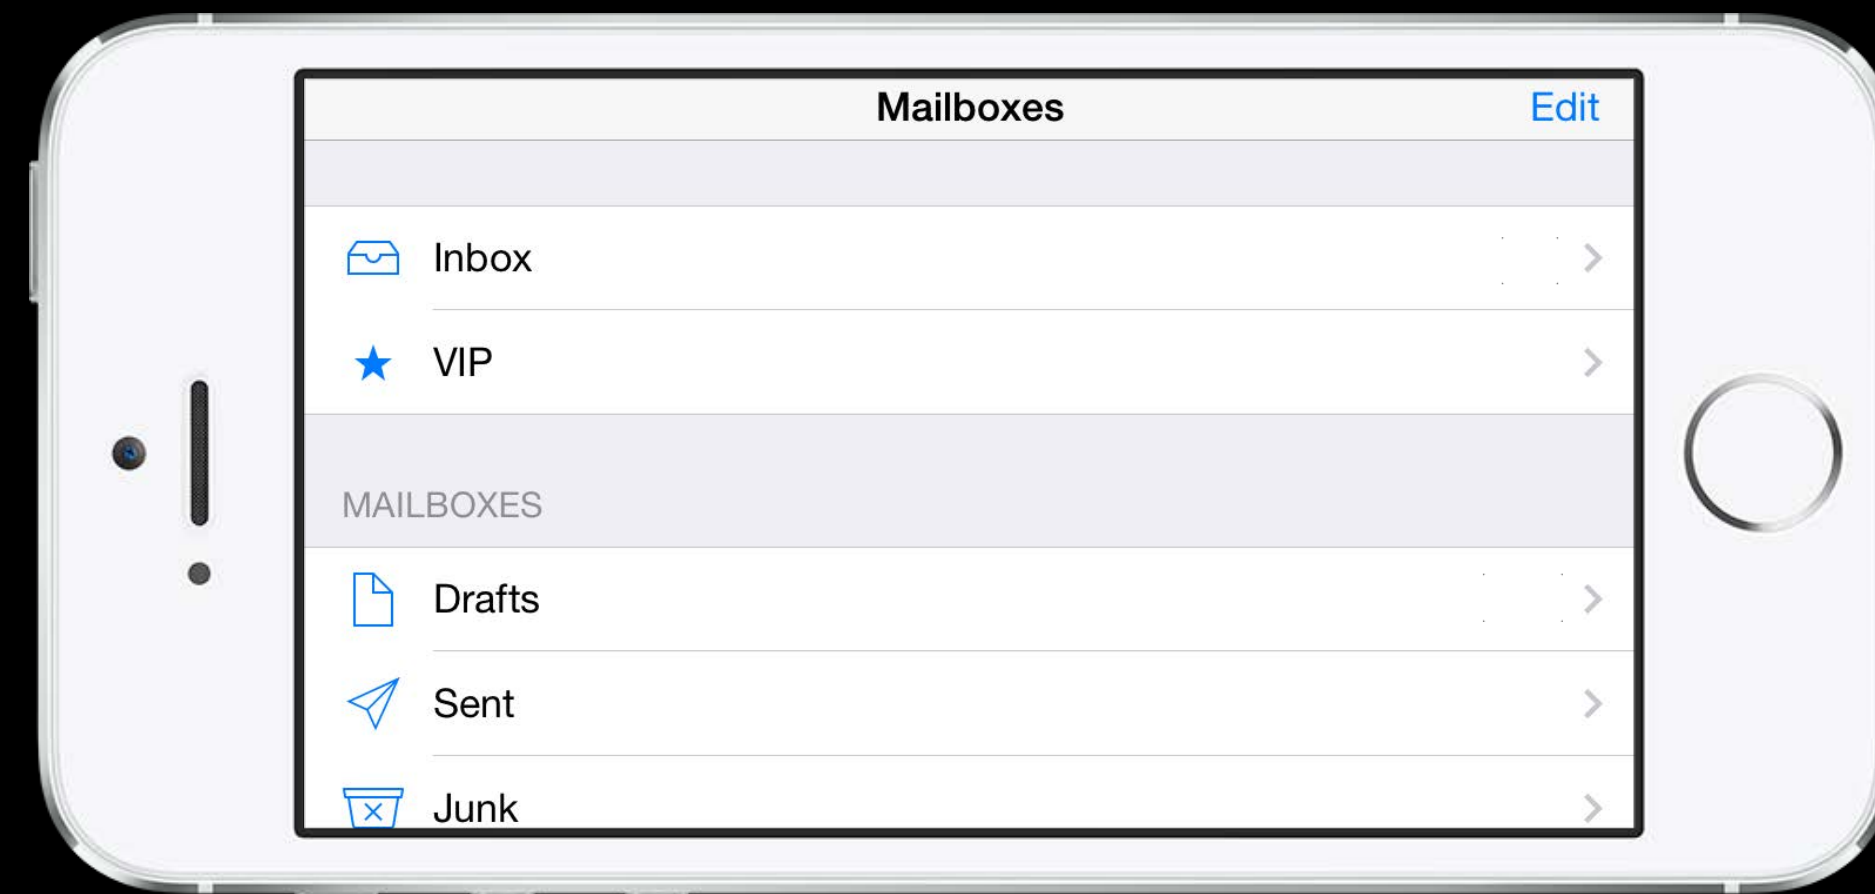 Mailboxes
Edit
Inbox
VIP
MAILBOXES
Drafts
Sent
Junk